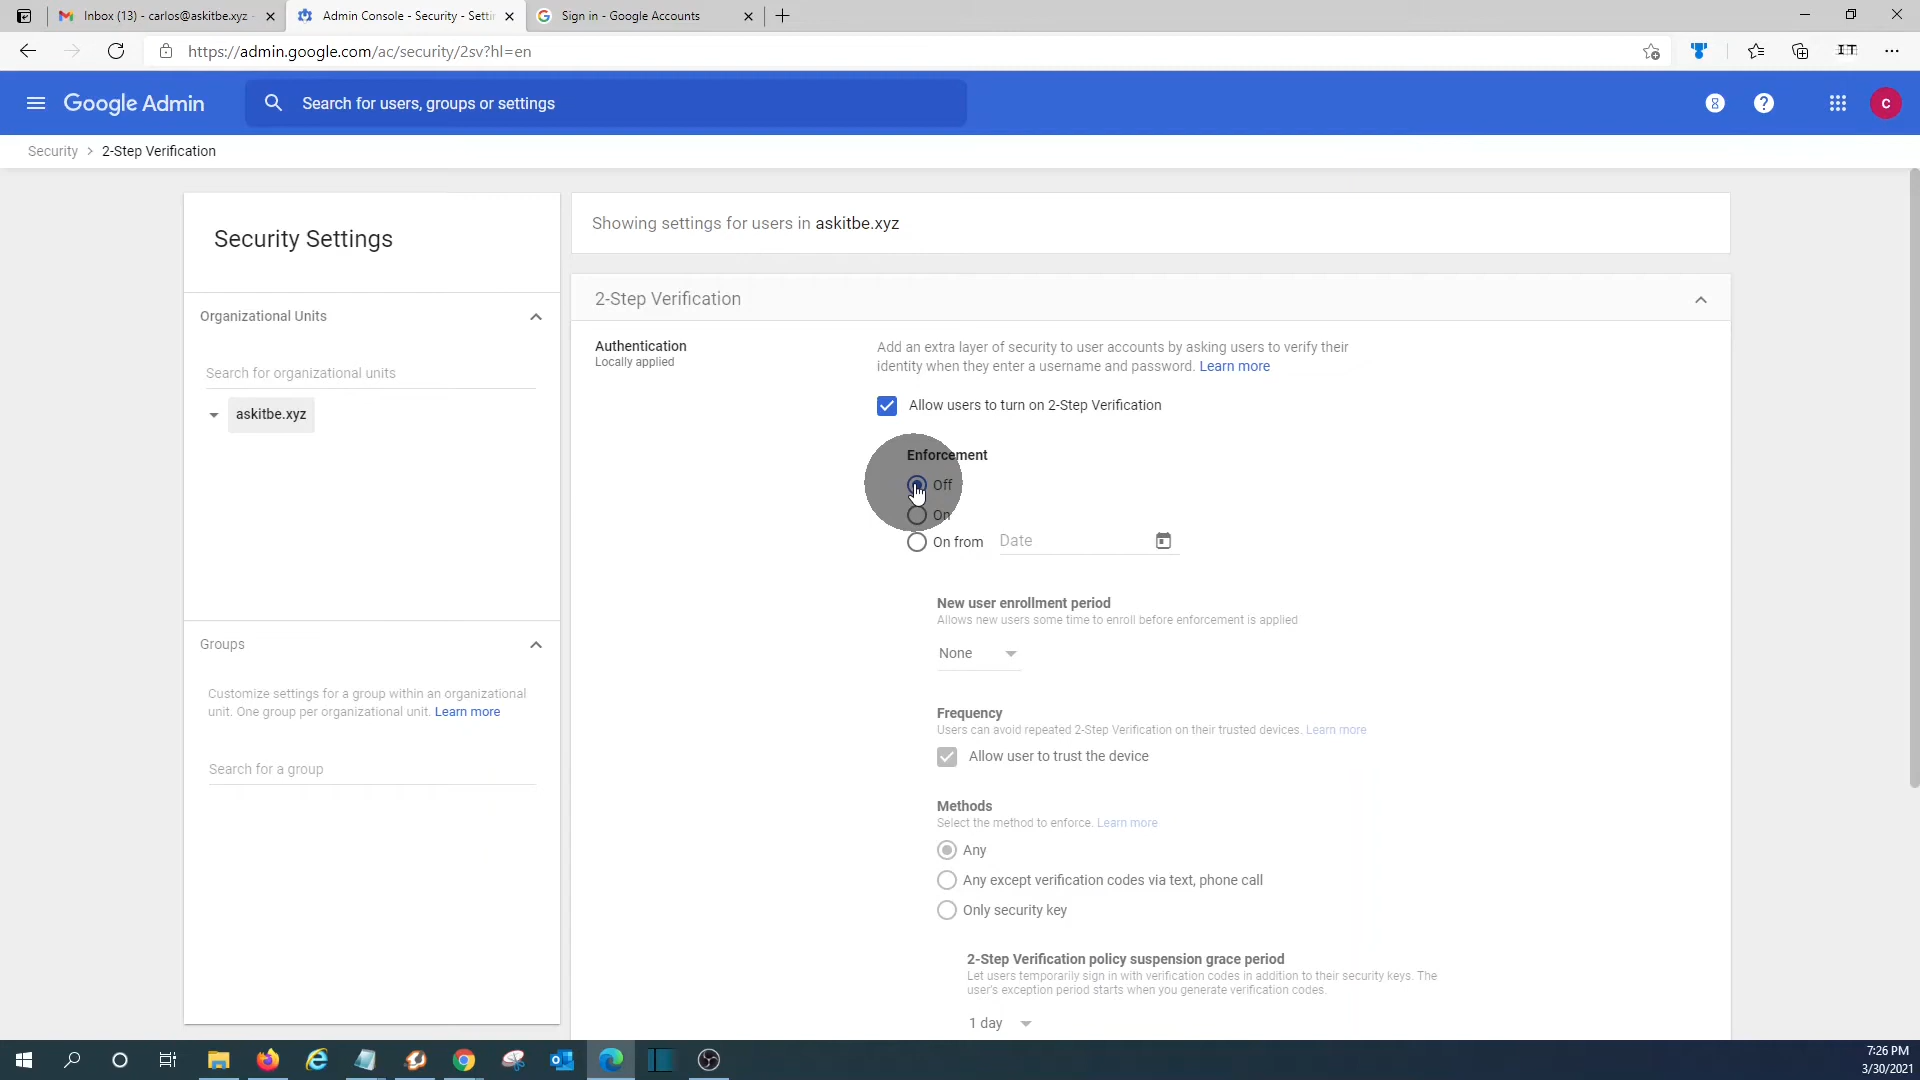 Inbox (13) - carlos@askitbe.xyz -
Admin Console - Security - Settin
Sign in - Google Accounts
https://admin.google.com/ac/security/2sv?hl=en
Google Admin
Search for users, groups or settings
C
Security > 2-Step Verification
Security Settings
Showing settings for users in askitbe.xyz
Organizational Units
Search for organizational units
askitbe.xyz
Groups
Customize settings for a group within an organizational
unit. One group per organizational unit. Learn more
Search for a group
2-Step Verification
Authentication
Locally applied
Add an extra layer of security to user accounts by asking users to verify their
identity when they enter a username and password. Learn more
Allow users to turn on 2-Step Verification
Enforcement
Off
On
On from Date
New user enrollment period
Allows new users some time to enroll before enforcement is applied
None
Frequency
Users can avoid repeated 2-Step Verification on their trusted devices. Learn more
Allow user to trust the device
Methods
Select the method to enforce. Learn more
Any
Any except verification codes via text, phone call
Only security key
2-Step Verification policy suspension grace period
Let users temporarily sign in with verification codes in addition to their security keys. The
user's exception period starts when you generate verification codes.
1 day
7:26 PM
3/30/2021